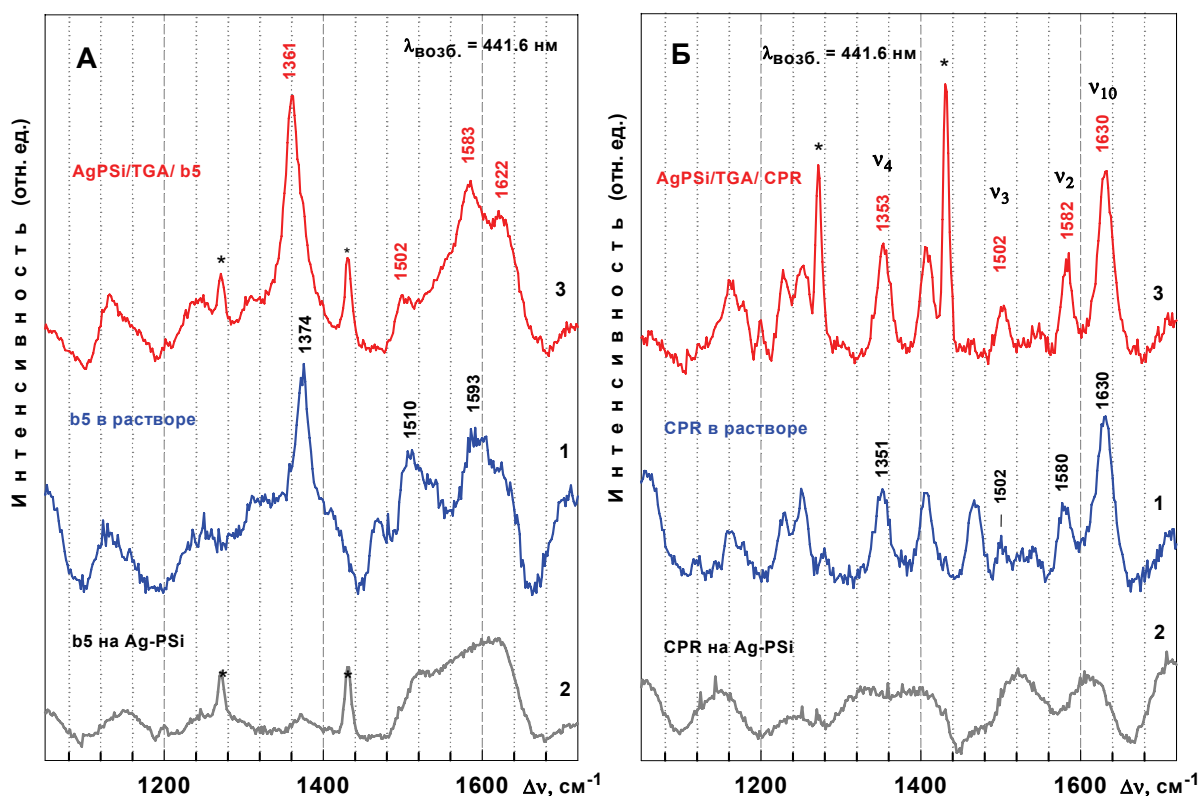 И н т е н с и в н о с т ь (отн. ед.)
А
λвозб. = 441.6 нм
1361
AgPSi/TGA/ b5
*
*
1502
1583
1622
3
1374
b5 в растворе
1510
1593
1
b5 на Ag-PSi
*
*
2
1200 1400 1600 Δν, см-1
И н т е н с и в н о с т ь (отн. ед.)
Б
λвозб. = 441.6 нм
*
*
AgPSi/TGA/ CPR
ν4
1353
ν3
1502
ν2
1582
ν10
1630
3
CPR в растворе
1351
1502
1580
1630
1
CPR на Ag-PSi
2
1200 1400 1600 Δν, см-1